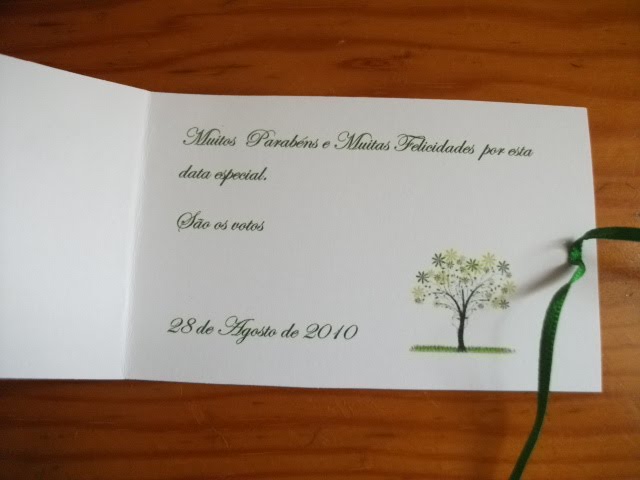 Muitos Parabéns e Muitas Felicidades por esta
data especial.
São os votos
28 de Agosto de 2010